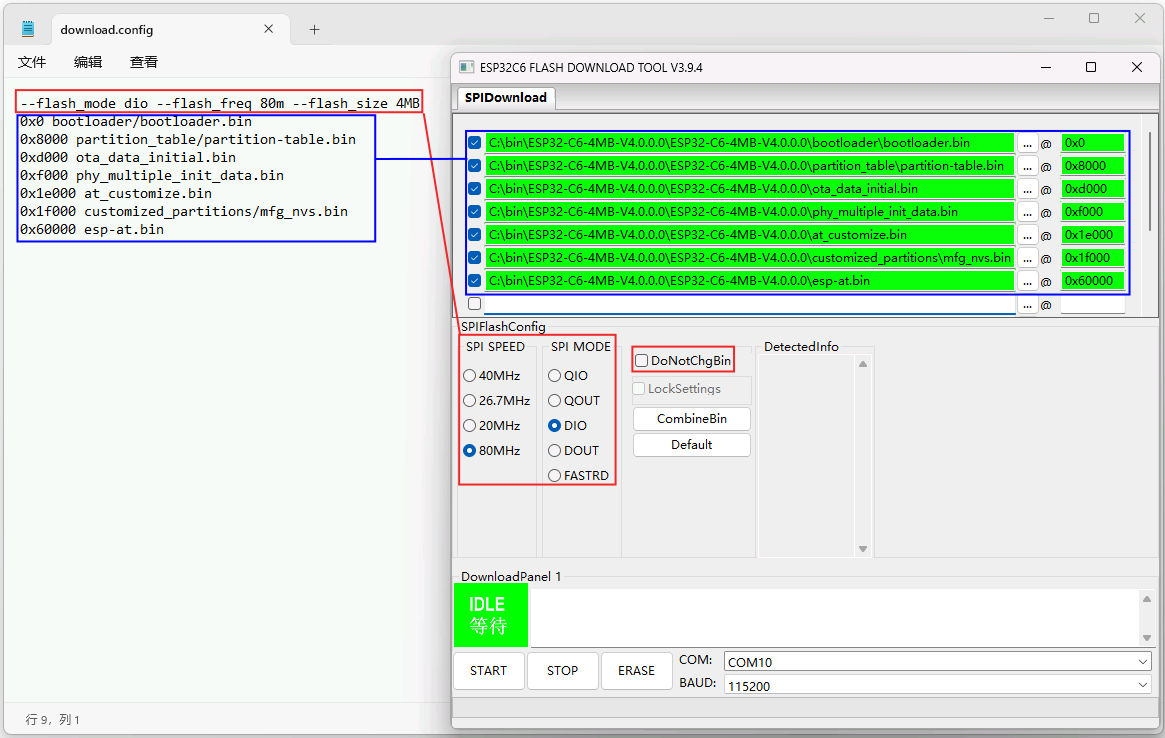 download.config
文件 编辑 查看
--flash_mode dio --flash_freq 80m --flash_size 4MB
0x0 bootloader/bootloader.bin
0x8000 partition_table/partition-table.bin
0xd000 ota_data_initial.bin
0xf000 phy_multiple_init_data.bin
0x1e000 at_customize.bin
0x1f000 customized_partitions/mfg_nvs.bin
0x60000 esp-at.bin
行 9，列 1
ESP32C6 FLASH DOWNLOAD TOOL V3.9.4
SPIDownload
C:\bin\ESP32-C6-4MB-V4.0.0.0\ESP32-C6-4MB-V4.0.0.0\bootloader\bootloader.bin ... @ 0x0
C:\bin\ESP32-C6-4MB-V4.0.0.0\ESP32-C6-4MB-V4.0.0.0\partition_table\partition-table.bin ... @ 0x8000
C:\bin\ESP32-C6-4MB-V4.0.0.0\ESP32-C6-4MB-V4.0.0.0\ota_data_initial.bin ... @ 0xd000
C:\bin\ESP32-C6-4MB-V4.0.0.0\ESP32-C6-4MB-V4.0.0.0\phy_multiple_init_data.bin ... @ 0xf000
C:\bin\ESP32-C6-4MB-V4.0.0.0\ESP32-C6-4MB-V4.0.0.0\at_customize.bin ... @ 0x1e000
C:\bin\ESP32-C6-4MB-V4.0.0.0\ESP32-C6-4MB-V4.0.0.0\customized_partitions\mfg_nvs.bin ... @ 0x1f000
C:\bin\ESP32-C6-4MB-V4.0.0.0\ESP32-C6-4MB-V4.0.0.0\esp-at.bin ... @ 0x60000
... @
SPIFlashConfig
SPI SPEED
40MHz
26.7MHz
20MHz
80MHz
SPI MODE
QIO
QOUT
DIO
DOUT
FASTRD
DoNotChgBin
LockSettings
CombineBin
Default
DetectedInfo
DownloadPanel 1
IDLE
等待
START STOP ERASE
COM: COM10
BAUD: 115200